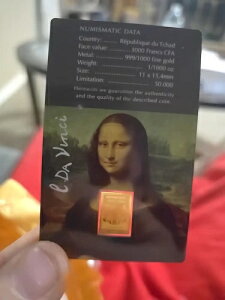 NUMISMATIC DATA
Country: République du Tchad
Face value: 3000 Francs CFA
Metal: 999/1000 fine gold
Weight: 1/1000 oz
Size: 11 x 15,4mm
Limitation: 50.000
Hereunder we guarantee the authenticity
and the quality of the described coin.
L Da Vinci